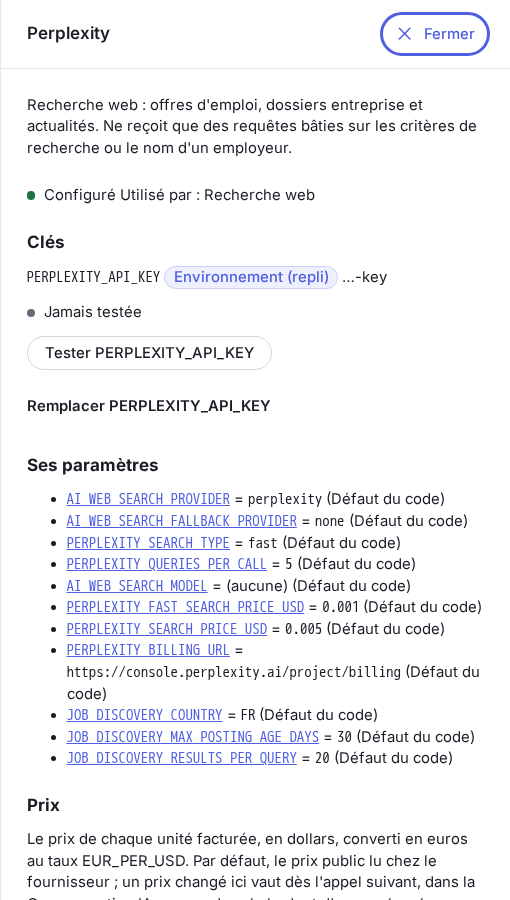 Perplexity
Fermer
Recherche web : offres d'emploi, dossiers entreprise et
actualités. Ne reçoit que des requêtes bâties sur les critères de
recherche ou le nom d'un employeur.
Configuré Utilisé par : Recherche web
Clés
PERPLEXITY_API_KEY Environnement (repli) …-key
Jamais testée
Tester PERPLEXITY_API_KEY
Remplacer PERPLEXITY_API_KEY
Ses paramètres
AI_WEB_SEARCH_PROVIDER = perplexity (Défaut du code)
AI_WEB_SEARCH_FALLBACK_PROVIDER = none (Défaut du code)
PERPLEXITY_SEARCH_TYPE = fast (Défaut du code)
PERPLEXITY_QUERIES_PER_CALL = 5 (Défaut du code)
AI_WEB_SEARCH_MODEL = (aucune) (Défaut du code)
PERPLEXITY_FAST_SEARCH_PRICE_USD = 0.001 (Défaut du code)
PERPLEXITY_SEARCH_PRICE_USD = 0.005 (Défaut du code)
PERPLEXITY_BILLING_URL =
https://console.perplexity.ai/project/billing (Défaut du
code)
JOB_DISCOVERY_COUNTRY = FR (Défaut du code)
JOB_DISCOVERY_MAX_POSTING_AGE_DAYS = 30 (Défaut du code)
JOB_DISCOVERY_RESULTS_PER_QUERY = 20 (Défaut du code)
Prix
Le prix de chaque unité facturée, en dollars, converti en euros
au taux EUR_PER_USD. Par défaut, le prix public lu chez le
fournisseur ; un prix changé ici vaut dès l'appel suivant, dans la